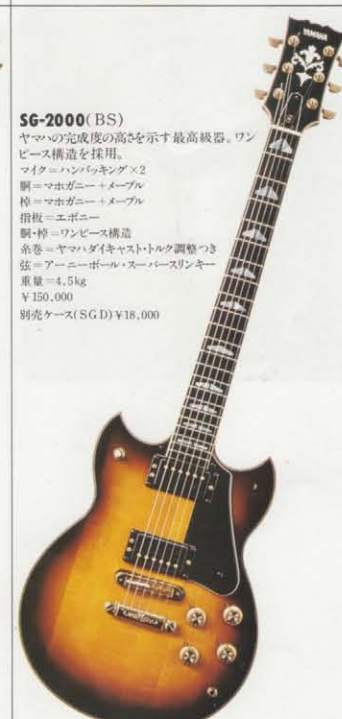 SG-2000(BS)
ヤマハの完成度の高さを示す最高級器。ワン
ピース構造を採用。
マイク=ハンバッキング×2
胴=マホガニー+メープル
棹=マホガニー+メープル
指板=エボニー
胴・棹=ワンピース構造
糸巻=ヤマハダイキャスト・トルク調整つき
弦=アーニーボール・スーパースリンキー
重量=4.5kg
¥150,000
別売ケース(SGD)¥18,000
YAMAHA